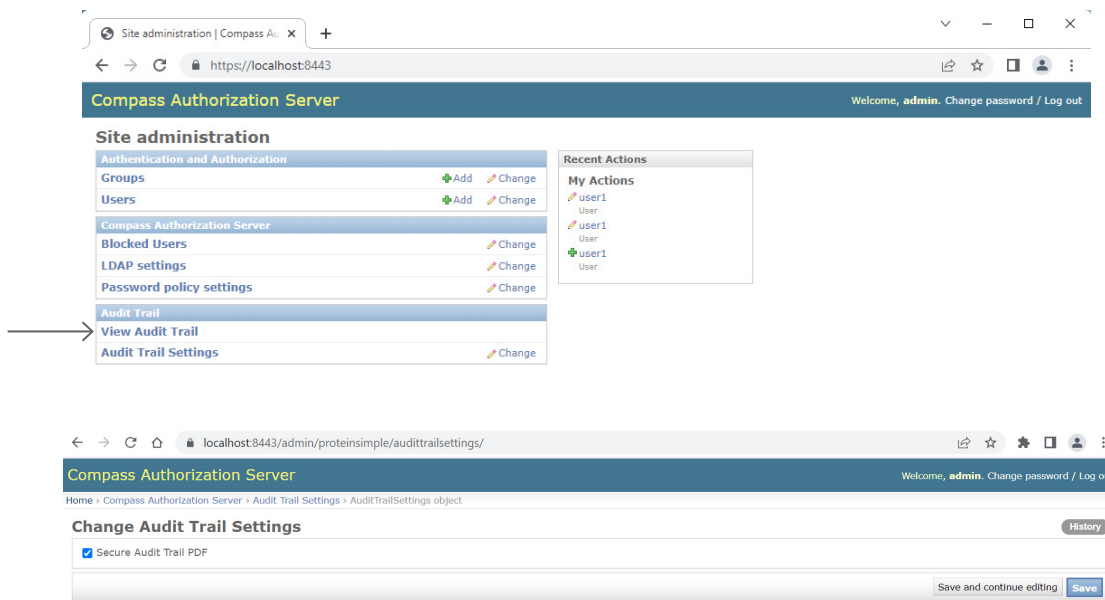 Site administration | Compass Au
https://localhost:8443
Compass Authorization Server
Welcome, admin. Change password / Log out
Site administration
Authentication and Authorization
Groups Add Change
Users Add Change
Compass Authorization Server
Blocked Users Change
LDAP settings Change
Password policy settings Change
Audit Trail
View Audit Trail
Audit Trail Settings Change
Recent Actions
My Actions
user1
User
user1
User
user1
User
localhost:8443/admin/proteinsimple/audittrailsettings/
Compass Authorization Server
Welcome, admin. Change password / Log o
Home › Compass Authorization Server › Audit Trail Settings › AuditTrailSettings object
Change Audit Trail Settings
History
Secure Audit Trail PDF
Save and continue editing Save